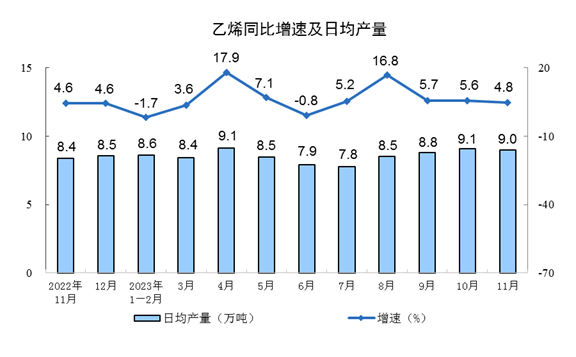 乙烯同比增速及日均产量
15
10
5
0
20
-10
-40
-70
4.6
4.6
-1.7
3.6
17.9
7.1
-0.8
5.2
16.8
5.7
5.6
4.8
8.4
8.5
8.6
8.4
9.1
8.5
7.9
7.8
8.5
8.8
9.1
9.0
2022年
11月
12月
2023年
1—2月
3月
4月
5月
6月
7月
8月
9月
10月
11月
日均产量（万吨）
增速（%）